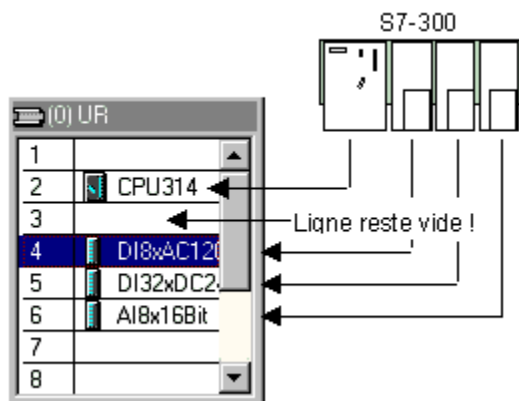 S7-300
(0) UR
1
2 CPU314
3 Ligne reste vide !
4 DI8xAC120
5 DI32xDC24
6 AI8x16Bit
7
8